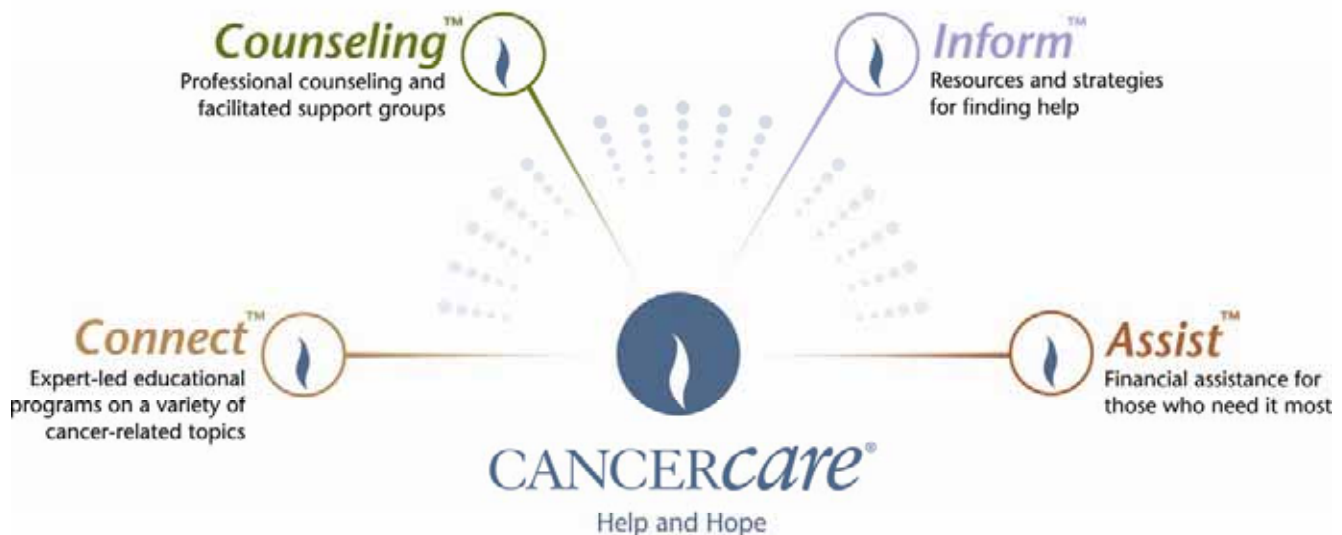 Counseling™
Professional counseling and
facilitated support groups
Inform™
Resources and strategies
for finding help
Connect™
Expert-led educational
programs on a variety of
cancer-related topics
Assist™
Financial assistance for
those who need it most
CANCERcare®
Help and Hope